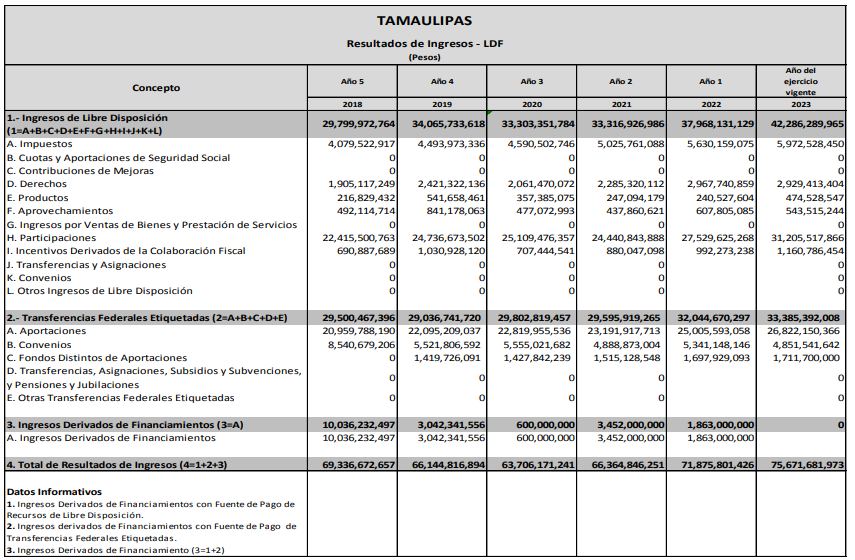 TAMAULIPAS
Resultados de Ingresos - LDF
(Pesos)
Concepto Año 5 Año 4 Año 3 Año 2 Año 1 Año del ejercicio vigente
2018 2019 2020 2021 2022 2023
1.- Ingresos de Libre Disposición
(1=A+B+C+D+E+F+G+H+I+J+K+L) 29,799,972,764 34,065,733,618 33,303,351,784 33,316,926,986 37,968,131,129 42,286,289,965
A. Impuestos 4,079,522,917 4,493,973,336 4,590,502,746 5,025,761,088 5,630,159,075 5,972,528,450
B. Cuotas y Aportaciones de Seguridad Social 0 0 0 0 0 0
C. Contribuciones de Mejoras 0 0 0 0 0 0
D. Derechos 1,905,117,249 2,421,322,136 2,061,470,072 2,285,320,112 2,967,740,859 2,929,413,404
E. Productos 216,829,432 541,658,461 357,385,075 247,094,179 240,527,604 474,528,547
F. Aprovechamientos 492,114,714 841,178,063 477,072,993 437,860,621 607,805,085 543,515,244
G. Ingresos por Ventas de Bienes y Prestación de Servicios 0 0 0 0 0 0
H. Participaciones 22,415,500,763 24,736,673,502 25,109,476,357 24,440,843,888 27,529,625,268 31,205,517,866
I. Incentivos Derivados de la Colaboración Fiscal 690,887,689 1,030,928,120 707,444,541 880,047,098 992,273,238 1,160,786,454
J. Transferencias y Asignaciones 0 0 0 0 0 0
K. Convenios 0 0 0 0 0 0
L. Otros Ingresos de Libre Disposición 0 0 0 0 0 0
2.- Transferencias Federales Etiquetadas (2=A+B+C+D+E) 29,500,467,396 29,036,741,720 29,802,819,457 29,595,919,265 32,044,670,297 33,385,392,008
A. Aportaciones 20,959,788,190 22,095,209,037 22,819,955,536 23,191,917,713 25,005,593,058 26,822,150,366
B. Convenios 8,540,679,206 5,521,806,592 5,555,021,682 4,888,873,004 5,341,148,146 4,851,541,642
C. Fondos Distintos de Aportaciones 0 1,419,726,091 1,427,842,239 1,515,128,548 1,697,929,093 1,711,700,000
D. Transferencias, Asignaciones, Subsidios y Subvenciones,
y Pensiones y Jubilaciones 0 0 0 0 0 0
E. Otras Transferencias Federales Etiquetadas 0 0 0 0 0 0
3. Ingresos Derivados de Financiamientos (3=A) 10,036,232,497 3,042,341,556 600,000,000 3,452,000,000 1,863,000,000 0
A. Ingresos Derivados de Financiamientos 10,036,232,497 3,042,341,556 600,000,000 3,452,000,000 1,863,000,000
4. Total de Resultados de Ingresos (4=1+2+3) 69,336,672,657 66,144,816,894 63,706,171,241 66,364,846,251 71,875,801,426 75,671,681,973
Datos Informativos
1. Ingresos Derivados de Financiamientos con Fuente de Pago de
Recursos de Libre Disposición.
2. Ingresos derivados de Financiamientos con Fuente de Pago de
Transferencias Federales Etiquetadas.
3. Ingresos Derivados de Financiamiento (3=1+2)